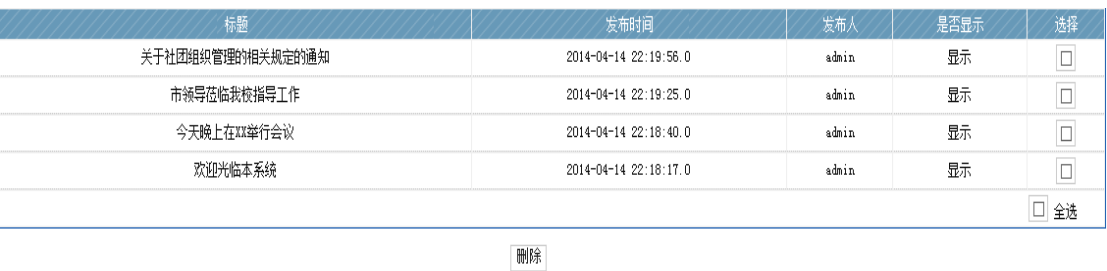 标题 发布时间 发布人 是否显示 选择
关于社团组织管理的相关规定的通知 2014-04-14 22:19:56.0 admin 显示
市领导莅临我校指导工作 2014-04-14 22:19:25.0 admin 显示
今天晚上在XX举行会议 2014-04-14 22:18:40.0 admin 显示
欢迎光临本系统 2014-04-14 22:18:17.0 admin 显示
全选
删除